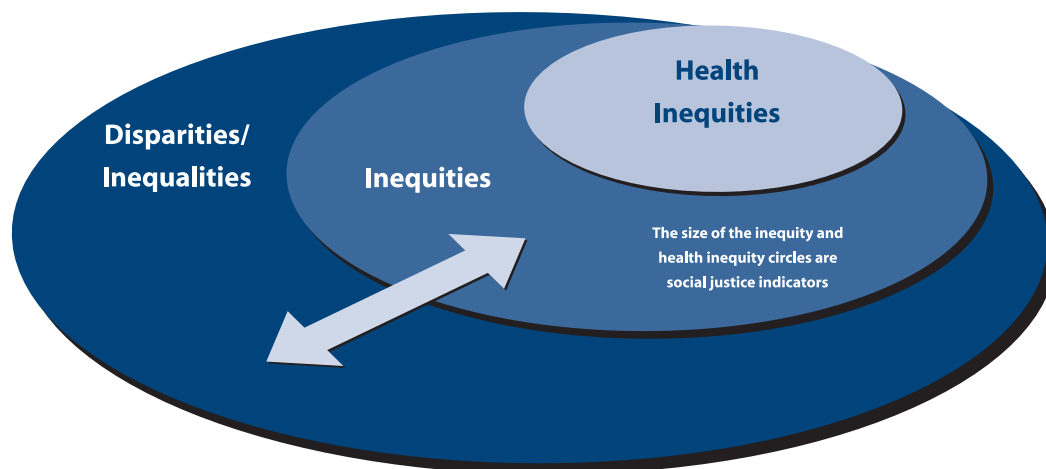 Health
Inequities
Disparities/
Inequalities
Inequities
The size of the inequity and
health inequity circles are
social justice indicators